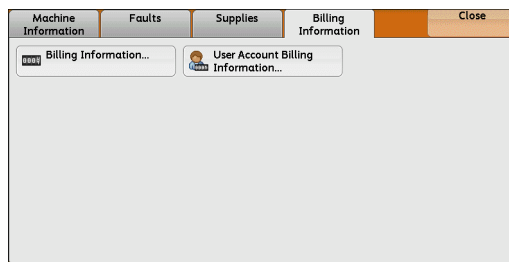 Machine
Information
Faults
Supplies
Billing
Information
Close
Billing Information...
User Account Billing
Information...